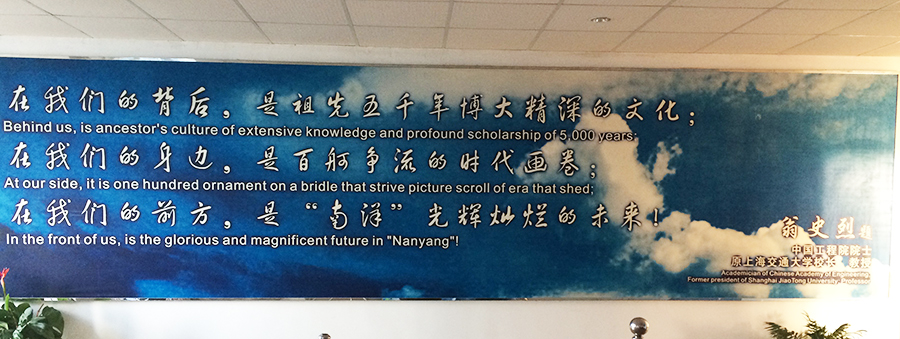 在我们的背后，是祖先五千年博大精深的文化；
Behind us, is ancestor's culture of extensive knowledge and profound scholarship of 5,000 years;
在我们的身边，是百舸争流的时代画卷；
At our side, it is one hundred ornament on a bridle that strive picture scroll of era that shed;
在我们的前方，是“南洋”光辉灿烂的未来！
In the front of us, is the glorious and magnificent future in "Nanyang"!
翁史烈题
中国工程院院士
原上海交通大学校长、教授
Academician of Chinese Academy of Engineering
Former president of Shanghai JiaoTong University, Professor